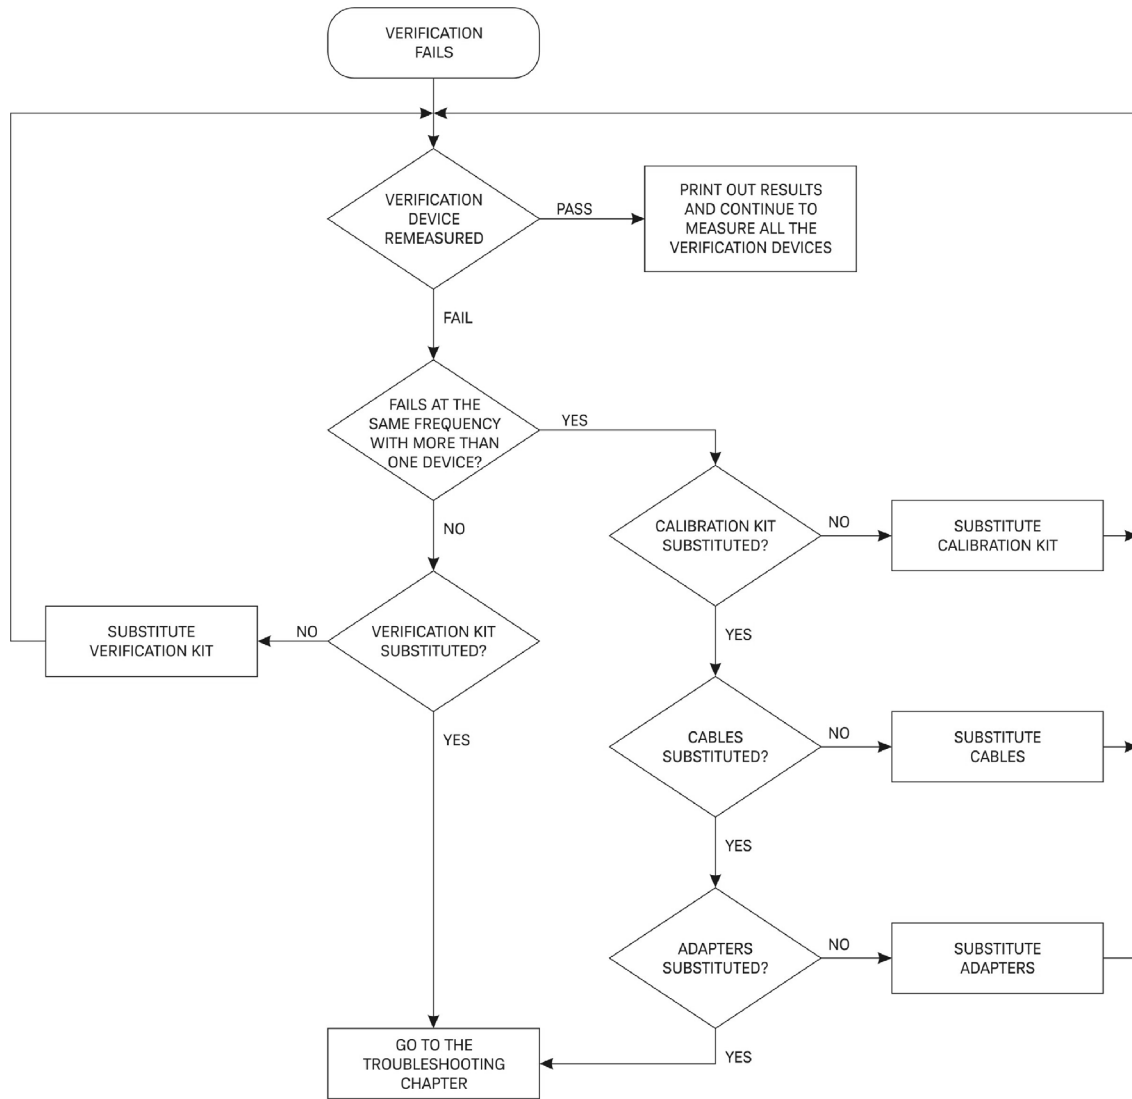 VERIFICATION
FAILS
VERIFICATION
DEVICE
REMEASURED
PASS
PRINT OUT RESULTS
AND CONTINUE TO
MEASURE ALL THE
VERIFICATION DEVICES
FAIL
FAILS AT THE
SAME FREQUENCY
WITH MORE THAN
ONE DEVICE?
YES
NO
CALIBRATION KIT
SUBSTITUTED?
NO
SUBSTITUTE
CALIBRATION KIT
YES
SUBSTITUTE
VERIFICATION KIT
NO
VERIFICATION KIT
SUBSTITUTED?
YES
CABLES
SUBSTITUTED?
NO
SUBSTITUTE
CABLES
YES
ADAPTERS
SUBSTITUTED?
NO
SUBSTITUTE
ADAPTERS
YES
GO TO THE
TROUBLESHOOTING
CHAPTER